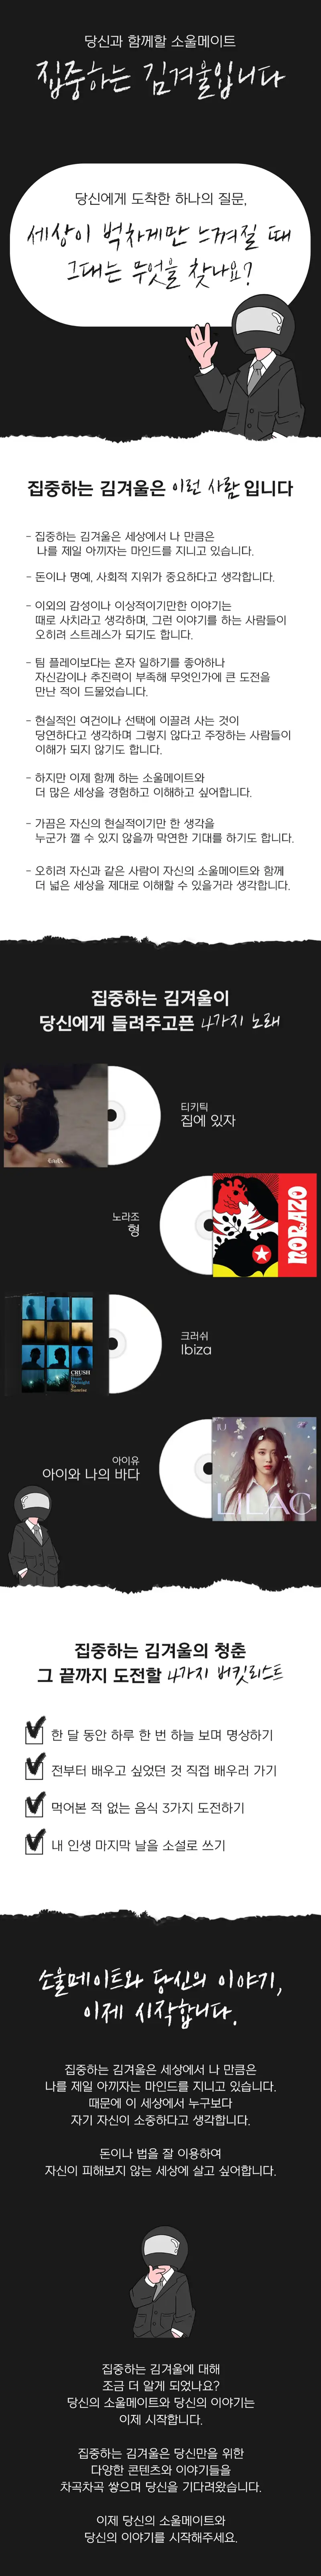 당신과 함께할 소울메이트
집중하는 김겨울입니다
당신에게 도착한 하나의 질문,
세상이 벅차게만 느껴질 때
그대는 무엇을 찾나요?
집중하는 김겨울은 이런 사람 입니다
- 집중하는 김겨울은 세상에서 나 만큼은
나를 제일 아끼자는 마인드를 지니고 있습니다.
- 돈이나 명예, 사회적 지위가 중요하다고 생각합니다.
- 이외의 감성이나 이상적이기만한 이야기는
때로 사치라고 생각하며, 그런 이야기를 하는 사람들이
오히려 스트레스가 되기도 합니다.
- 팀 플레이보다는 혼자 일하기를 좋아하나
자신감이나 추진력이 부족해 무엇인가에 큰 도전을
만난 적이 드물었습니다.
- 현실적인 여건이나 선택에 이끌려 사는 것이
당연하다고 생각하며 그렇지 않다고 주장하는 사람들이
이해가 되지 않기도 합니다.
- 하지만 이제 함께 하는 소울메이트와
더 많은 세상을 경험하고 이해하고 싶어합니다.
- 가끔은 자신의 현실적이기만 한 생각을
누군가 깰 수 있지 않을까 막연한 기대를 하기도 합니다.
- 오히려 자신과 같은 사람이 자신의 소울메이트와 함께
더 넓은 세상을 제대로 이해할 수 있을거라 생각합니다.
집중하는 김겨울이
당신에게 들려주고픈 4가지 노래
티키틱
집에 있자
노라조
형
NORAZO
크러쉬
Ibiza
CRUSH
From
Midnight
To
Sunrise
아이유
아이와 나의 바다
IU
LILAC
집중하는 김겨울의 청춘
그 끝까지 도전할 4가지 버킷리스트
한 달 동안 하루 한 번 하늘 보며 명상하기
전부터 배우고 싶었던 것 직접 배우러 가기
먹어본 적 없는 음식 3가지 도전하기
내 인생 마지막 날을 소설로 쓰기
소울메이트와 당신의 이야기,
이제 시작합니다.
집중하는 김겨울은 세상에서 나 만큼은
나를 제일 아끼자는 마인드를 지니고 있습니다.
때문에 이 세상에서 누구보다
자기 자신이 소중하다고 생각합니다.
돈이나 법을 잘 이용하여
자신이 피해보지 않는 세상에 살고 싶어합니다.
집중하는 김겨울에 대해
조금 더 알게 되었나요?
당신의 소울메이트와 당신의 이야기는
이제 시작합니다.
집중하는 김겨울은 당신만을 위한
다양한 콘텐츠와 이야기들을
차곡차곡 쌓으며 당신을 기다려왔습니다.
이제 당신의 소울메이트와
당신의 이야기를 시작해주세요.